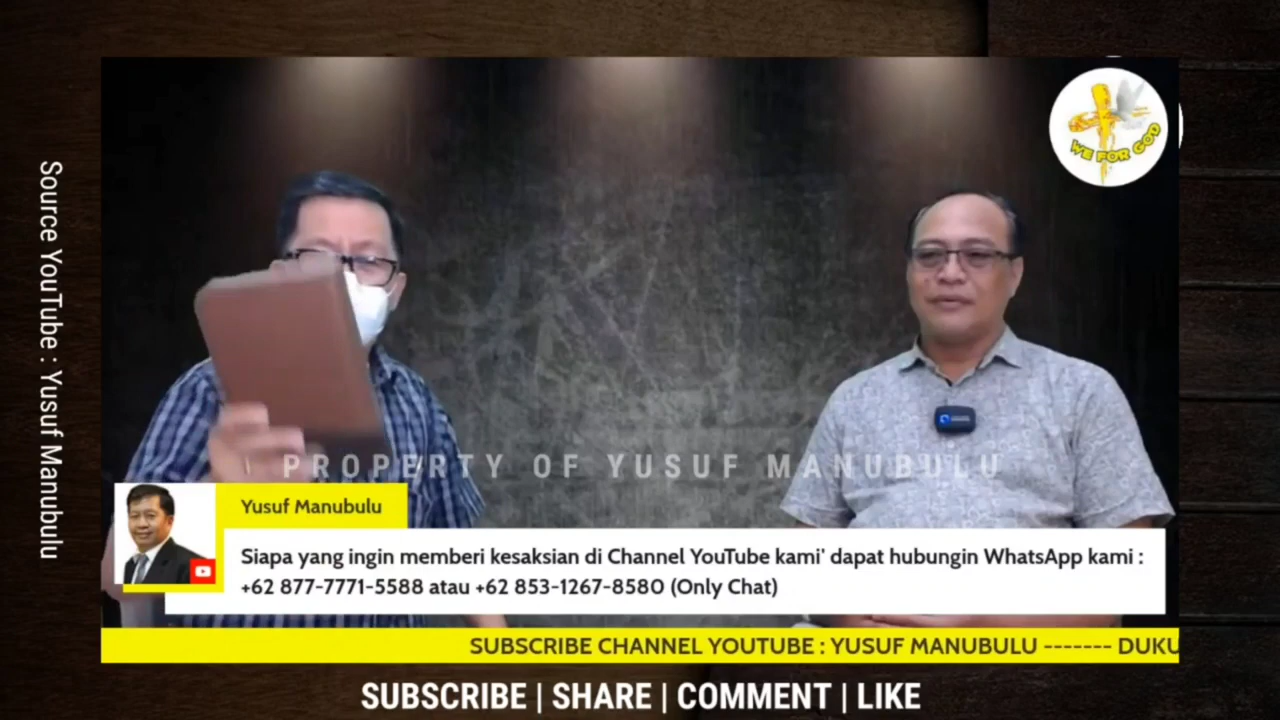 WE FOR GOD
Source YouTube : Yusuf Manubulu
PROPERTY OF YUSUF MANUBULU
Yusuf Manubulu
Siapa yang ingin memberi kesaksian di Channel YouTube kami' dapat hubungin WhatsApp kami :
+62 877-7771-5588 atau +62 853-1267-8580 (Only Chat)
SUBSCRIBE CHANNEL YOUTUBE : YUSUF MANUBULU ------- DUKU
SUBSCRIBE | SHARE | COMMENT | LIKE